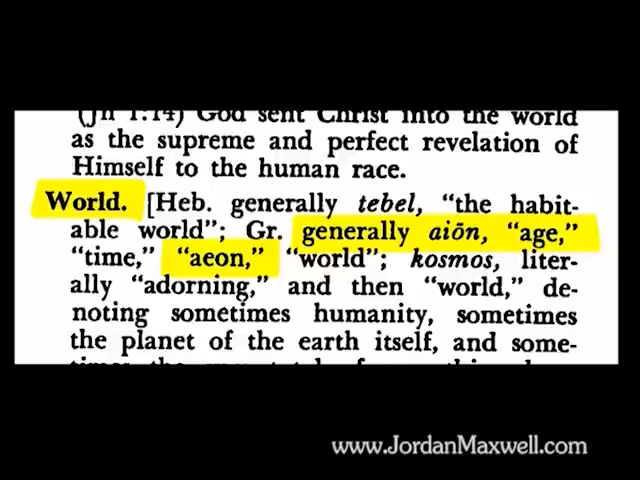 (Jn 1:14) God sent Christ into the world
as the supreme and perfect revelation of
Himself to the human race.
World. [Heb. generally tebel, “the habit-
able world”; Gr. generally aiōn, “age,”
“time,” “aeon,” “world”; kosmos, liter-
ally “adorning,” and then “world,” de-
noting sometimes humanity, sometimes
the planet of the earth itself, and some-
www.JordanMaxwell.com